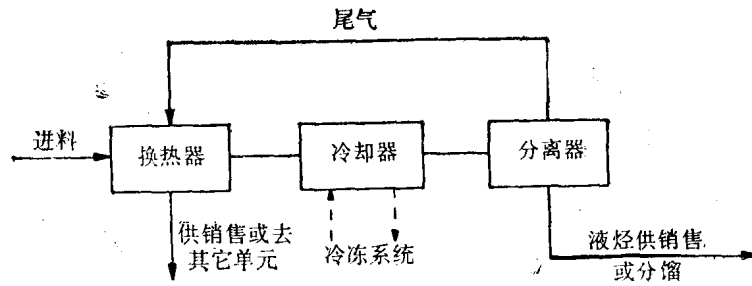 尾气
进料
换热器
冷却器
分离器
供销售或去
其它单元
冷冻系统
液烃供销售
或分馏